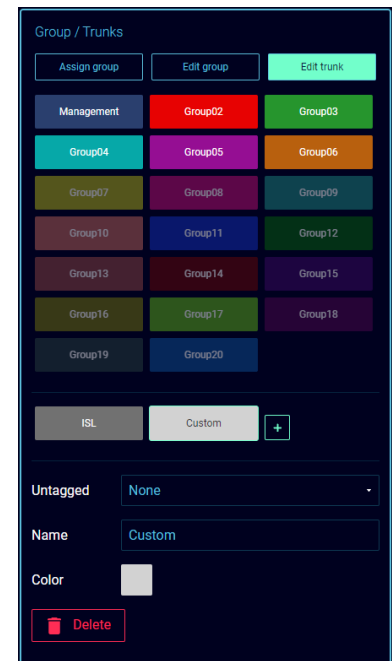 Group / Trunks
Assign group Edit group Edit trunk
Management Group02 Group03
Group04 Group05 Group06
Group07 Group08 Group09
Group10 Group11 Group12
Group13 Group14 Group15
Group16 Group17 Group18
Group19 Group20
ISL Custom +
Untagged None
Name Custom
Color
Delete